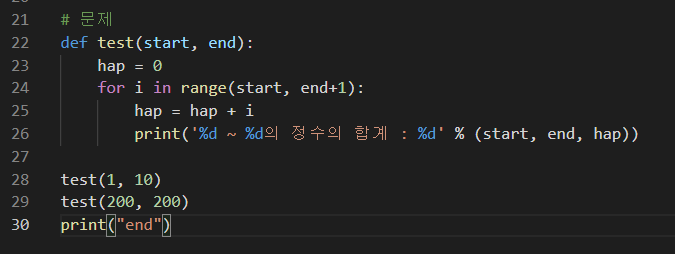 21 # 문제
22 def test(start, end):
23 hap = 0
24 for i in range(start, end+1):
25 hap = hap + i
26 print('%d ~ %d의 정수의 합계 : %d' % (start, end, hap))
27
28 test(1, 10)
29 test(200, 200)
30 print("end")